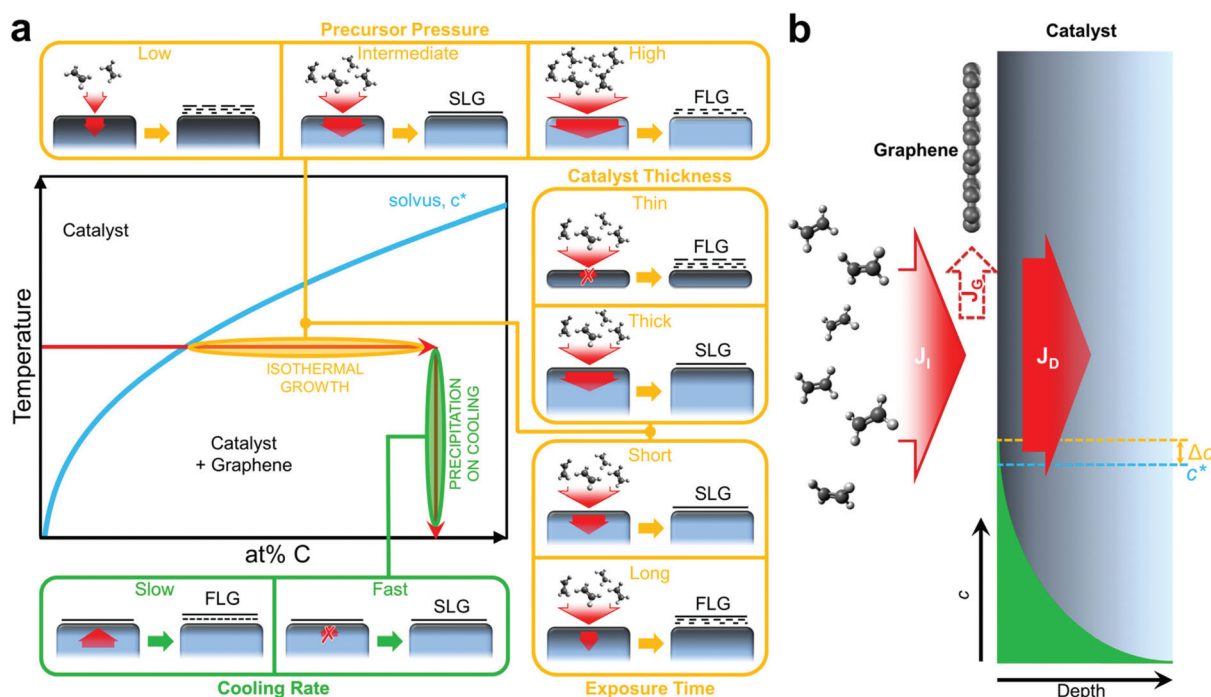 a
Precursor Pressure
Low
Intermediate
High
SLG
FLG
Temperature
Catalyst
solvus, c*
ISOTHERMAL
GROWTH
Catalyst
+ Graphene
PRECIPITATION
ON COOLING
at% C
Catalyst Thickness
Thin
FLG
Thick
SLG
Short
SLG
Long
FLG
Exposure Time
Slow
FLG
Fast
SLG
Cooling Rate
b
Catalyst
Graphene
J_G
J_I
J_D
Δc
c*
c
Depth